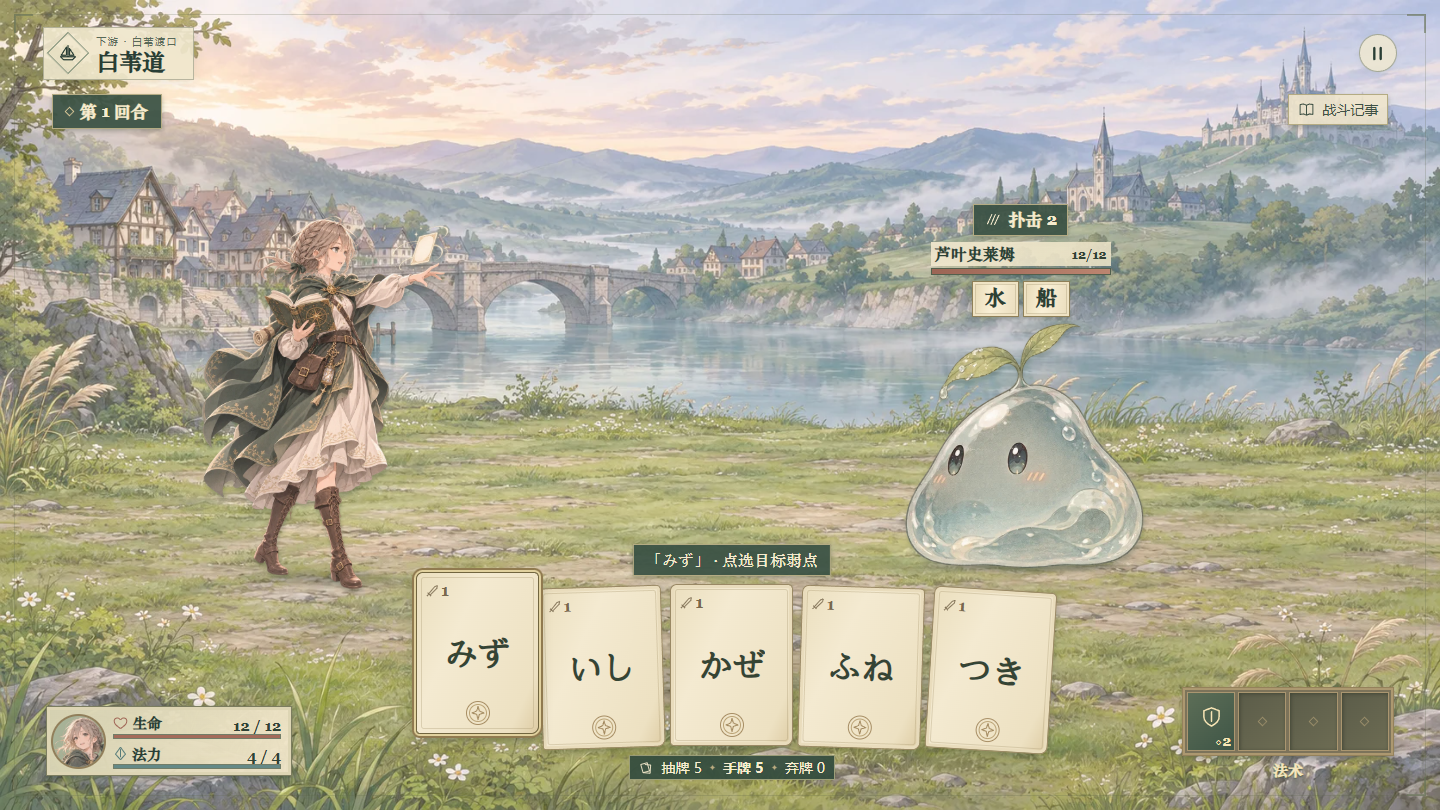 下游 · 白苇渡口
白苇道
◇ 第 1 回合
战斗记事
扑击 2
芦叶史莱姆 12/12
水 船
「みず」 · 点选目标弱点
1 みず
1 いし
1 かぜ
1 ふね
1 つき
生命 12 / 12
法力 4 / 4
抽牌 5 · 手牌 5 · 弃牌 0
◇2
法术